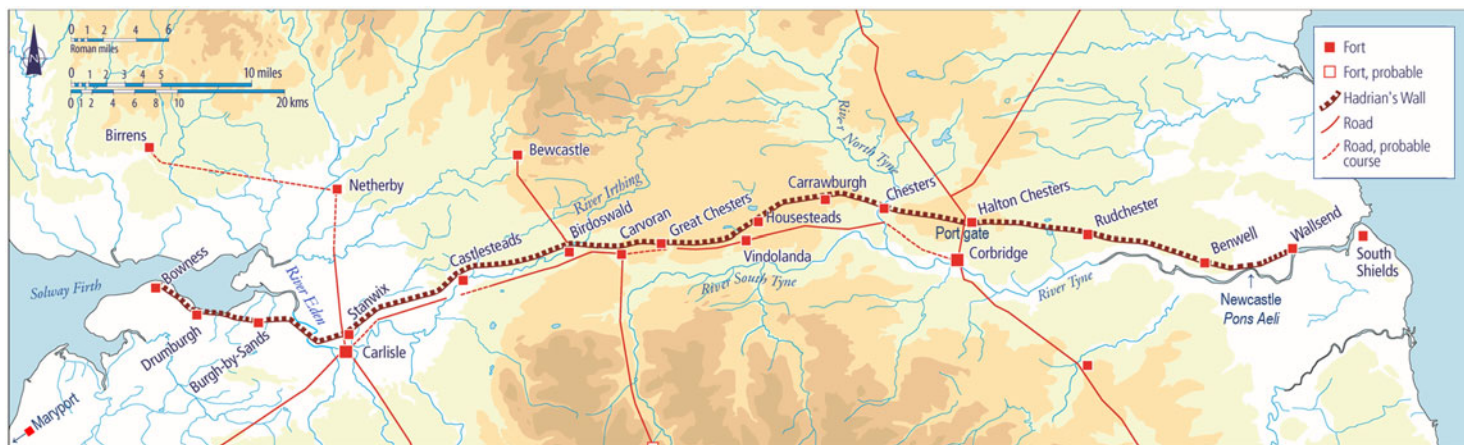 0 1 2 4 6
Roman miles
0 1 2 3 4 5 10 miles
0 1 2 4 6 8 10 20 kms
N
Birrens
Netherby
Bewcastle
River Irthing
Birdoswald
Carvoran
Great Chesters
Housesteads
Carrawburgh
River North Tyne
Chesters
Halton Chesters
Port gate
Corbridge
Rudchester
Benwell
Wallsend
South
Shields
Newcastle
Pons Aeli
River Tyne
River South Tyne
Vindolanda
Castlesteads
Stanwix
Carlisle
River Eden
Solway Firth
Bowness
Drumburgh
Burgh-by-Sands
Maryport
Fort
Fort, probable
Hadrian's Wall
Road
Road, probable
course